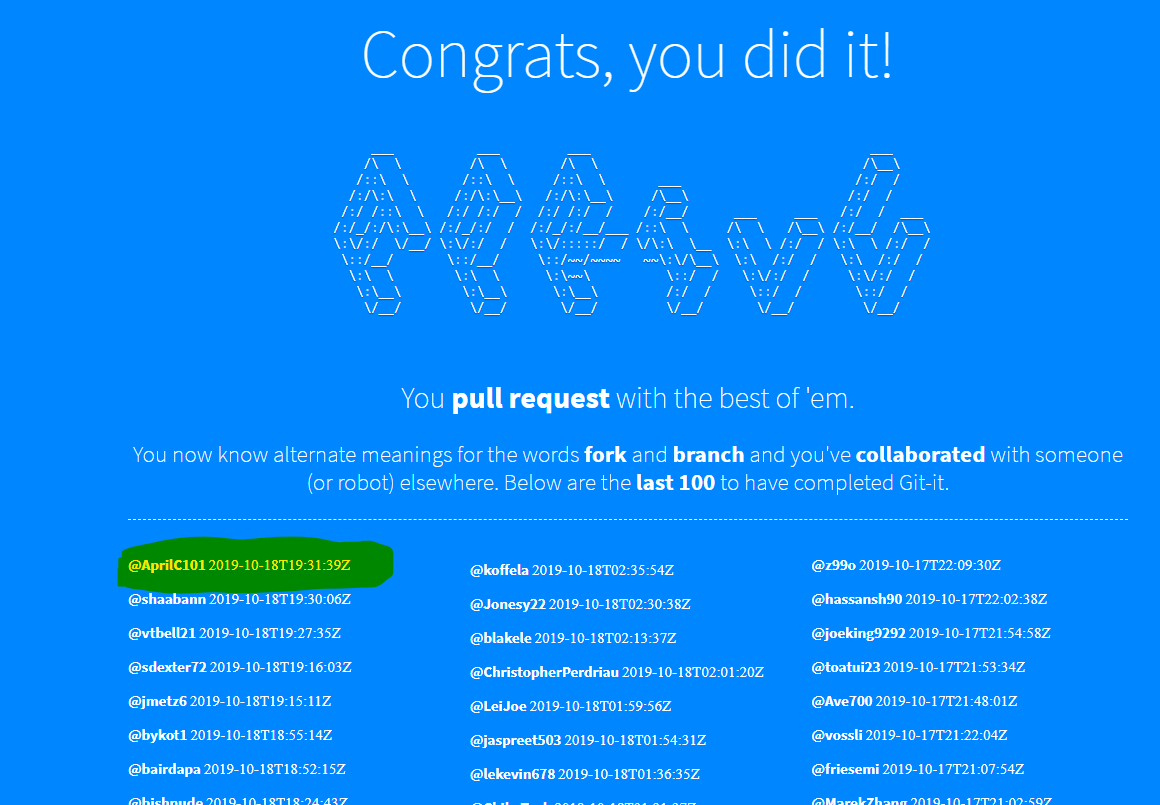 Congrats, you did it!
You pull request with the best of 'em.
You now know alternate meanings for the words fork and branch and you've collaborated with someone
(or robot) elsewhere. Below are the last 100 to have completed Git-it.
@AprilC101 2019-10-18T19:31:39Z
@shaabann 2019-10-18T19:30:06Z
@vtbell21 2019-10-18T19:27:35Z
@sdexter72 2019-10-18T19:16:03Z
@jmetz6 2019-10-18T19:15:11Z
@bykot1 2019-10-18T18:55:14Z
@bairdapa 2019-10-18T18:52:15Z
@bishnude 2019-10-18T18:24:43Z
@koffela 2019-10-18T02:35:54Z
@Jonesy22 2019-10-18T02:30:38Z
@blakele 2019-10-18T02:13:37Z
@ChristopherPerdriau 2019-10-18T02:01:20Z
@LeiJoe 2019-10-18T01:59:56Z
@jaspreet503 2019-10-18T01:54:31Z
@lekevin678 2019-10-18T01:36:35Z
@z99o 2019-10-17T22:09:30Z
@hassansh90 2019-10-17T22:02:38Z
@joeking9292 2019-10-17T21:54:58Z
@toatui23 2019-10-17T21:53:34Z
@Ave700 2019-10-17T21:48:01Z
@vossli 2019-10-17T21:22:04Z
@friesemi 2019-10-17T21:07:54Z
@MarekZhang 2019-10-17T21:02:59Z